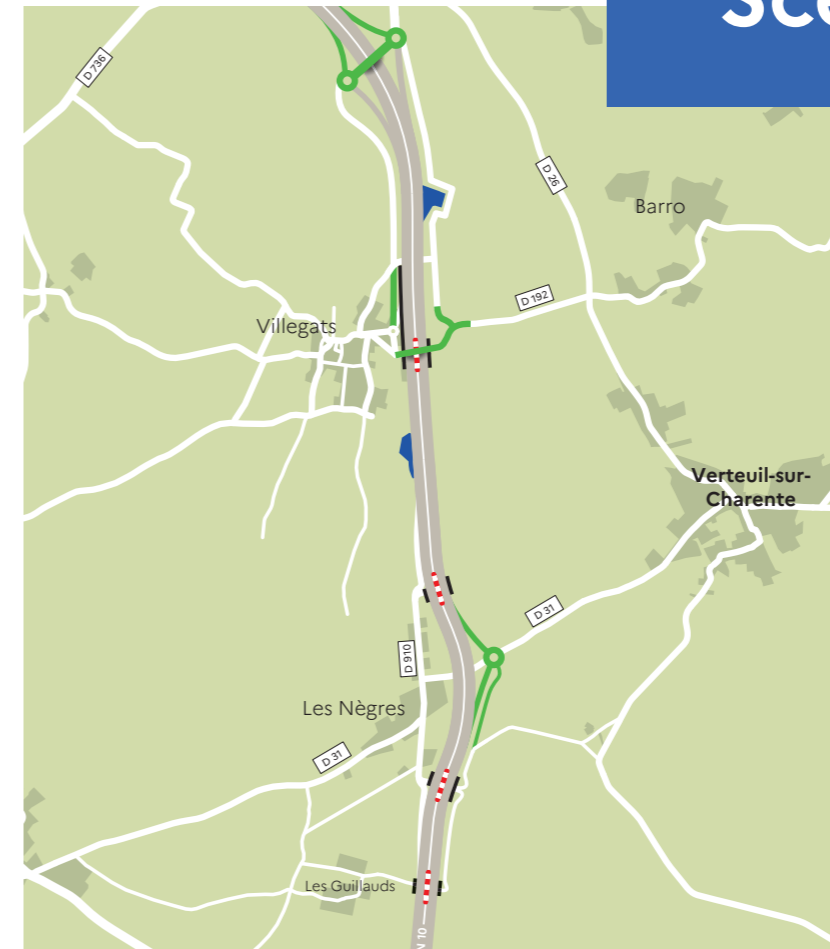 Sce
D 736
D 26
Barro
D 192
Villegats
Verteuil-sur-
Charente
D 31
D 910
Les Nègres
D 31
Les Guillauds
N 10